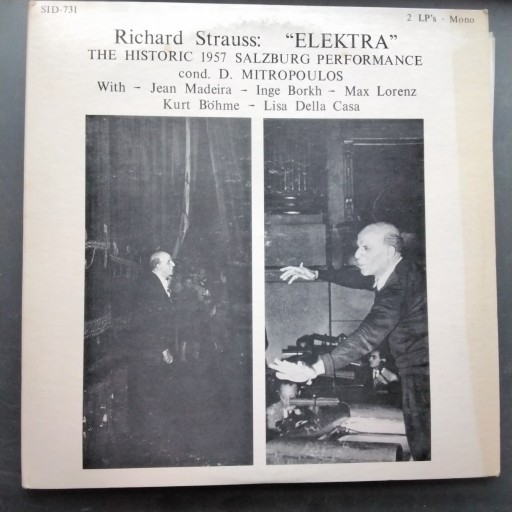 SID-731
2 LP's - Mono
Richard Strauss: "ELEKTRA"
THE HISTORIC 1957 SALZBURG PERFORMANCE
cond. D. MITROPOULOS
With - Jean Madeira - Inge Borkh - Max Lorenz
Kurt Böhme - Lisa Della Casa